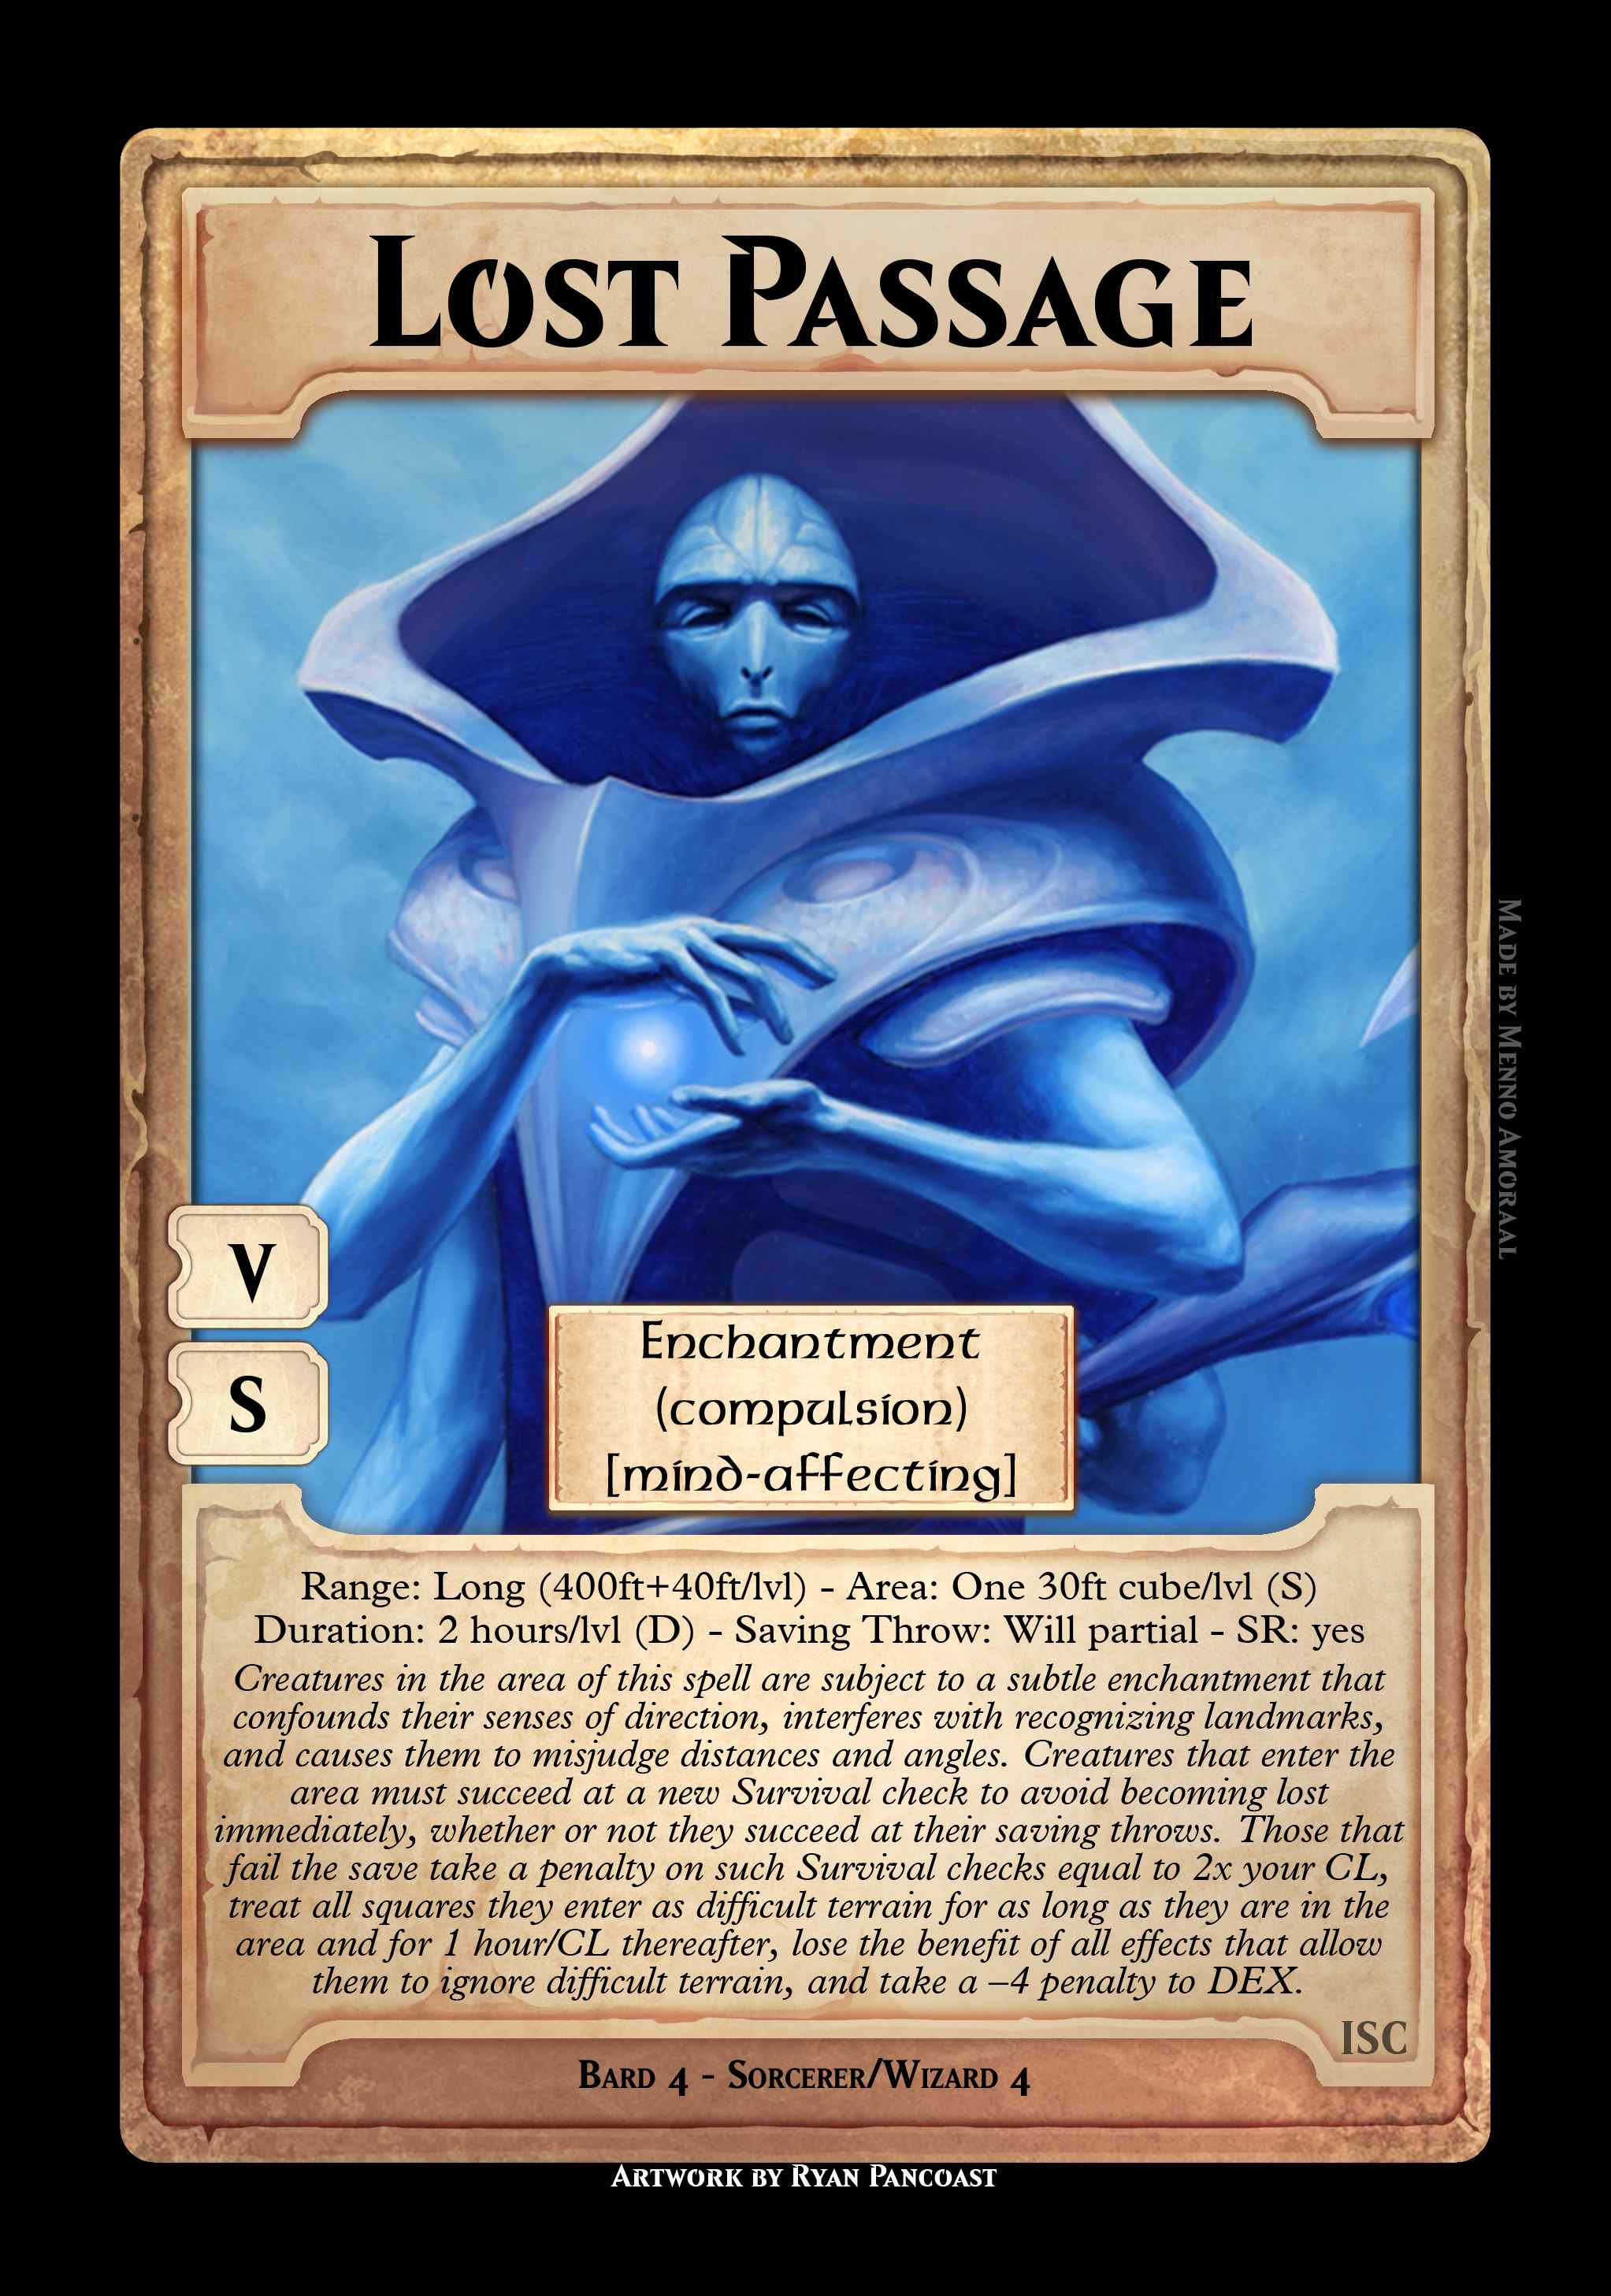 Lost Passage
V
S
Enchantment
(compulsion)
[mind-affecting]
Range: Long (400ft+40ft/lvl) - Area: One 30ft cube/lvl (S)
Duration: 2 hours/lvl (D) - Saving Throw: Will partial - SR: yes
Creatures in the area of this spell are subject to a subtle enchantment that
confounds their senses of direction, interferes with recognizing landmarks,
and causes them to misjudge distances and angles. Creatures that enter the
area must succeed at a new Survival check to avoid becoming lost
immediately, whether or not they succeed at their saving throws. Those that
fail the save take a penalty on such Survival checks equal to 2x your CL,
treat all squares they enter as difficult terrain for as long as they are in the
area and for 1 hour/CL thereafter, lose the benefit of all effects that allow
them to ignore difficult terrain, and take a –4 penalty to DEX.
ISC
Bard 4 - Sorcerer/Wizard 4
Artwork by Ryan Pancoast
Made by Menno Amoraal